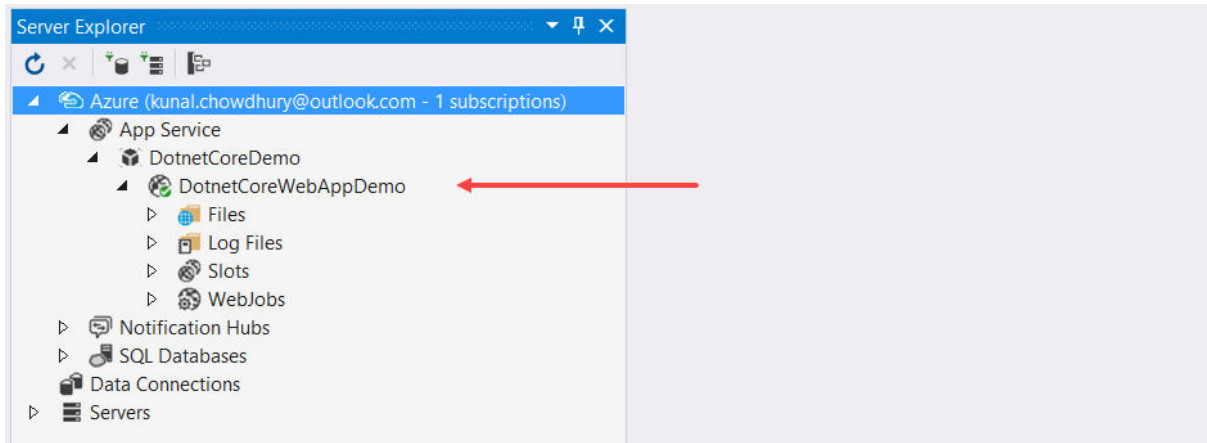 Server Explorer
Azure (kunal.chowdhury@outlook.com - 1 subscriptions)
App Service
DotnetCoreDemo
DotnetCoreWebAppDemo
Files
Log Files
Slots
WebJobs
Notification Hubs
SQL Databases
Data Connections
Servers